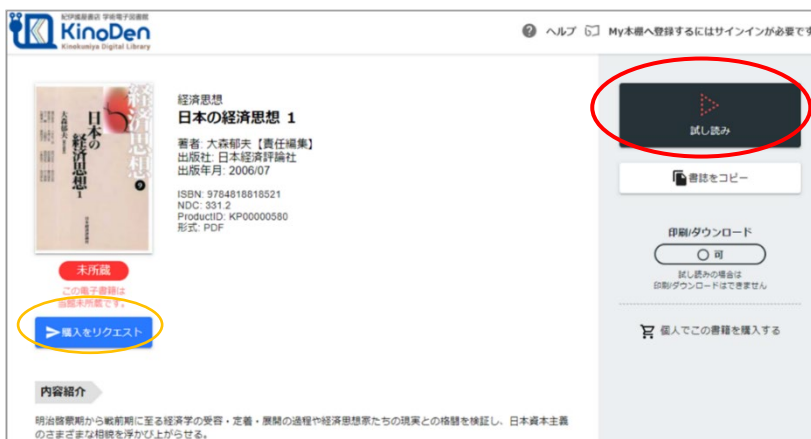 紀伊國屋書店 学術電子図書館
KinoDen
Kinokuniya Digital Library
ヘルプ
My本棚へ登録するにはサインインが必要です
経済思想
日本の経済思想 1
著者: 大森郁夫【責任編集】
出版社: 日本経済評論社
出版年月: 2006/07
ISBN: 9784818818521
NDC: 331.2
ProductID: KP00000580
形式: PDF
経済思想
9
日本の
経済思想1
大森郁夫
未所蔵
この電子書籍は
当館未所蔵です。
購入をリクエスト
試し読み
書誌をコピー
印刷/ダウンロード
可
試し読みの場合は
印刷/ダウンロードはできません
個人でこの書籍を購入する
内容紹介
明治啓蒙期から戦前期に至る経済学の受容・定着・展開の過程や経済思想家たちの現実との格闘を検証し、日本資本主義
のさまざまな相貌を浮かび上がらせる。